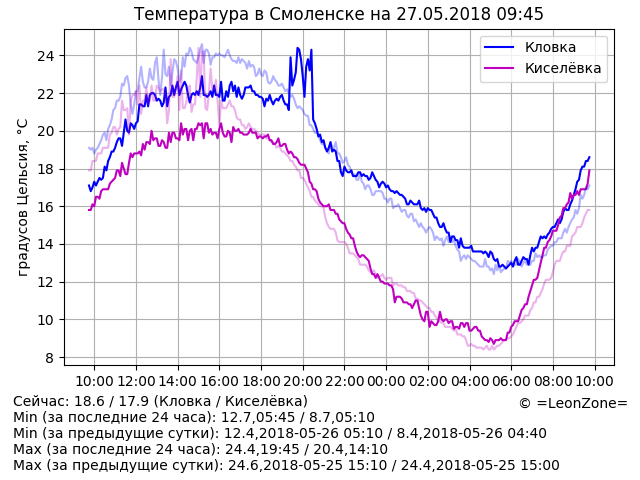 Температура в Смоленске на 27.05.2018 09:45
Кловка
Киселёвка
градусов Цельсия, °C
24
22
20
18
16
14
12
10
8
10:00 12:00 14:00 16:00 18:00 20:00 22:00 00:00 02:00 04:00 06:00 08:00 10:00
Сейчас: 18.6 / 17.9 (Кловка / Киселёвка)
© =LeonZone=
Min (за последние 24 часа): 12.7,05:45 / 8.7,05:10
Min (за предыдущие сутки): 12.4,2018-05-26 05:10 / 8.4,2018-05-26 04:40
Max (за последние 24 часа): 24.4,19:45 / 20.4,14:10
Max (за предыдущие сутки): 24.6,2018-05-25 15:10 / 24.4,2018-05-25 15:00